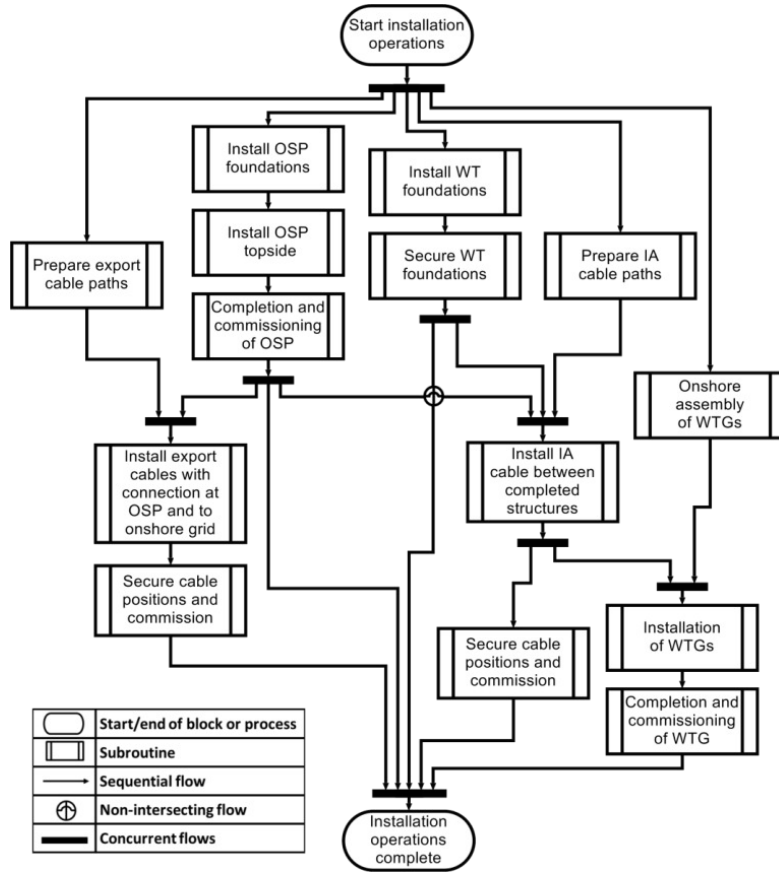 Start installation
operations
Install OSP
foundations
Install WT
foundations
Install OSP
topside
Secure WT
foundations
Prepare IA
cable paths
Prepare export
cable paths
Completion and
commissioning
of OSP
Onshore
assembly
of WTGs
Install export
cables with
connection at
OSP and to
onshore grid
Install IA
cable between
completed
structures
Secure cable
positions and
commission
Secure cable
positions and
commission
Installation
of WTGs
Completion and
commissioning
of WTG
Installation
operations
complete
Start/end of block or process
Subroutine
Sequential flow
Non-intersecting flow
Concurrent flows